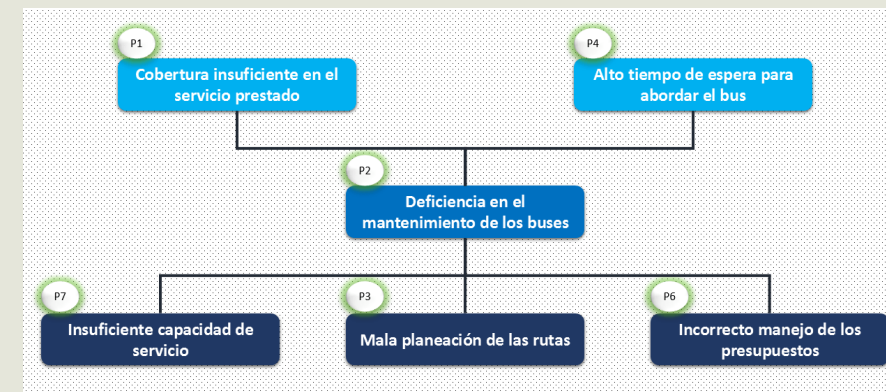 P1
Cobertura insuficiente en el
servicio prestado
P4
Alto tiempo de espera para
abordar el bus
P2
Deficiencia en el
mantenimiento de los buses
P7
Insuficiente capacidad de
servicio
P3
Mala planeación de las rutas
P6
Incorrecto manejo de los
presupuestos